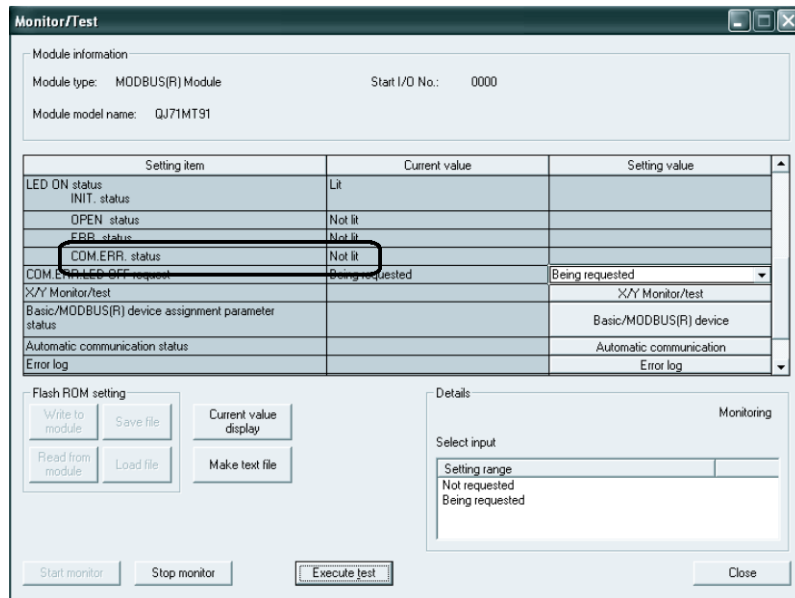 Monitor/Test
Module information
Module type: MODBUS(R) Module Start I/O No.: 0000
Module model name: QJ71MT91
Setting item Current value Setting value
LED ON status Lit
INIT. status
OPEN status Not lit
ERR. status Not lit
COM.ERR. status Not lit
COM.ERR.LED OFF request Being requested Being requested
X/Y Monitor/test X/Y Monitor/test
Basic/MODBUS(R) device assignment parameter
status Basic/MODBUS(R) device
Automatic communication status Automatic communication
Error log Error log
Flash ROM setting
Write to
module
Save file
Current value
display
Read from
module
Load file
Make text file
Details
Monitoring
Select input
Setting range
Not requested
Being requested
Start monitor Stop monitor Execute test Close